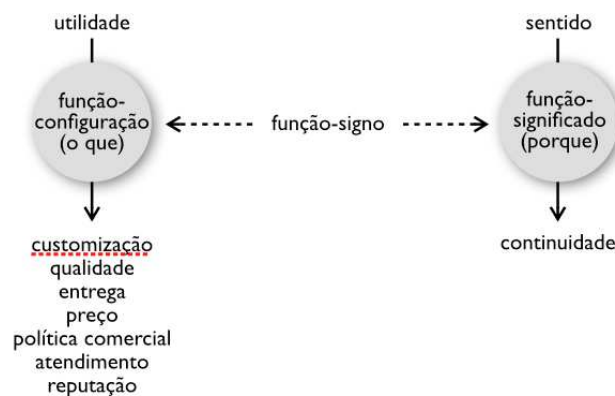 utilidade
função-
configuração
(o que)
customização
qualidade
entrega
preço
política comercial
atendimento
reputação
função-signo
sentido
função-
significado
(porque)
continuidade